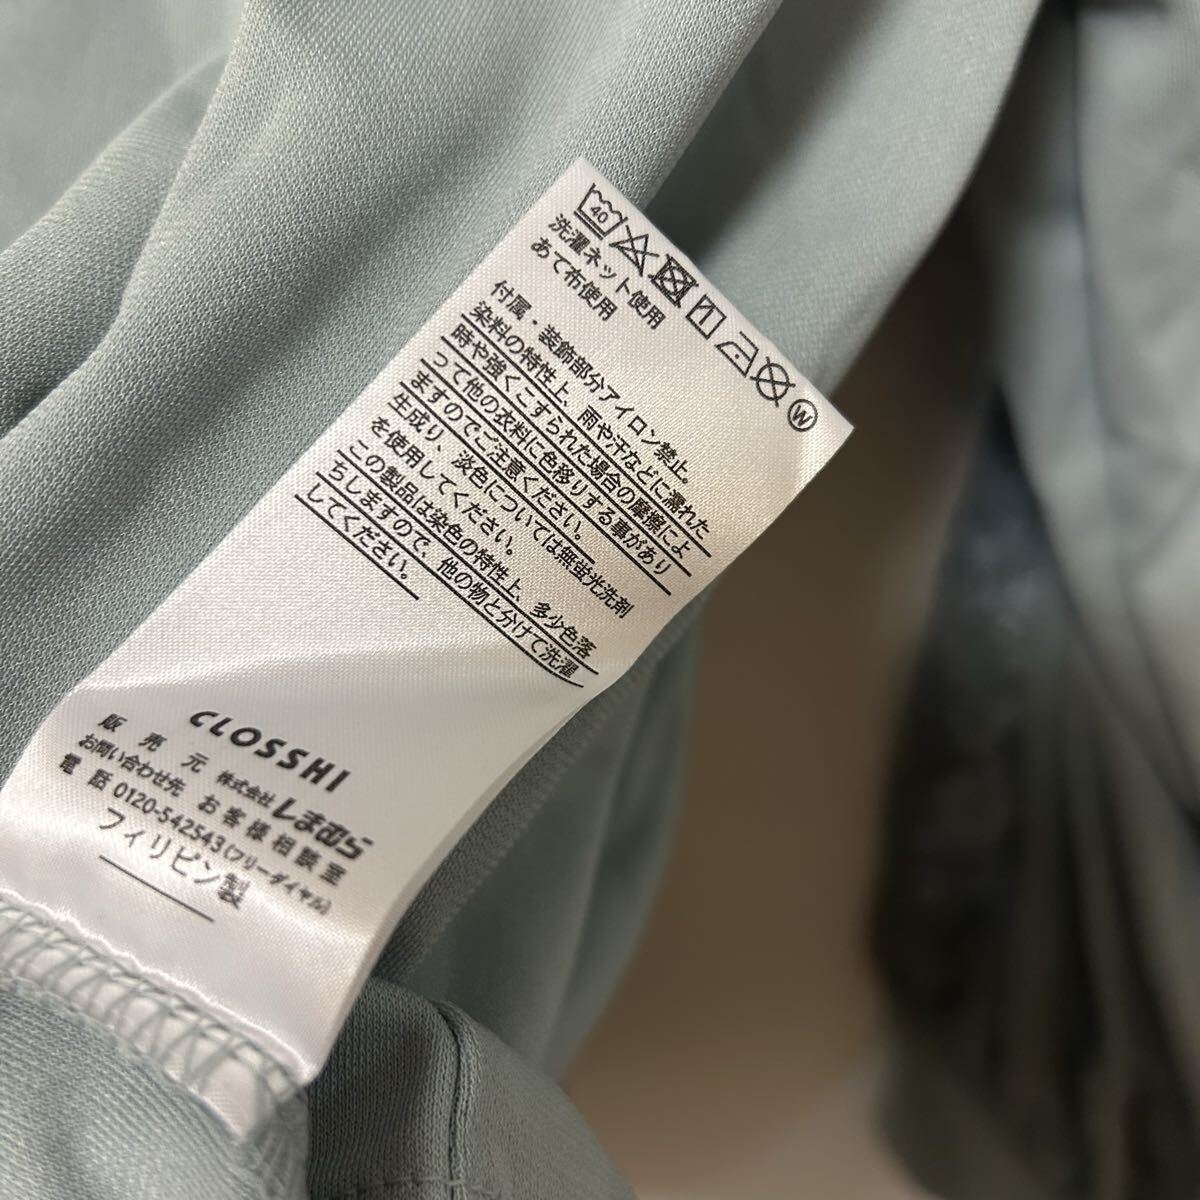 40
W
洗濯ネット使用
あて布使用
付属・装飾部分アイロン禁止。
染料の特性上、雨や汗などに濡れた
時や強くこすられた場合の摩擦によ
って他の衣料に色移りする事があり
ますのでご注意ください。
生成り、淡色については無蛍光洗剤
を使用してください。
この製品は染色の特性上、多少色落
ちしますので、他の物と分けて洗濯
してください。
CLOSSHI
販売元 株式会社しまむら
お問い合わせ先 お客様相談室
電話 0120-542543(フリーダイヤル)
フィリピン製